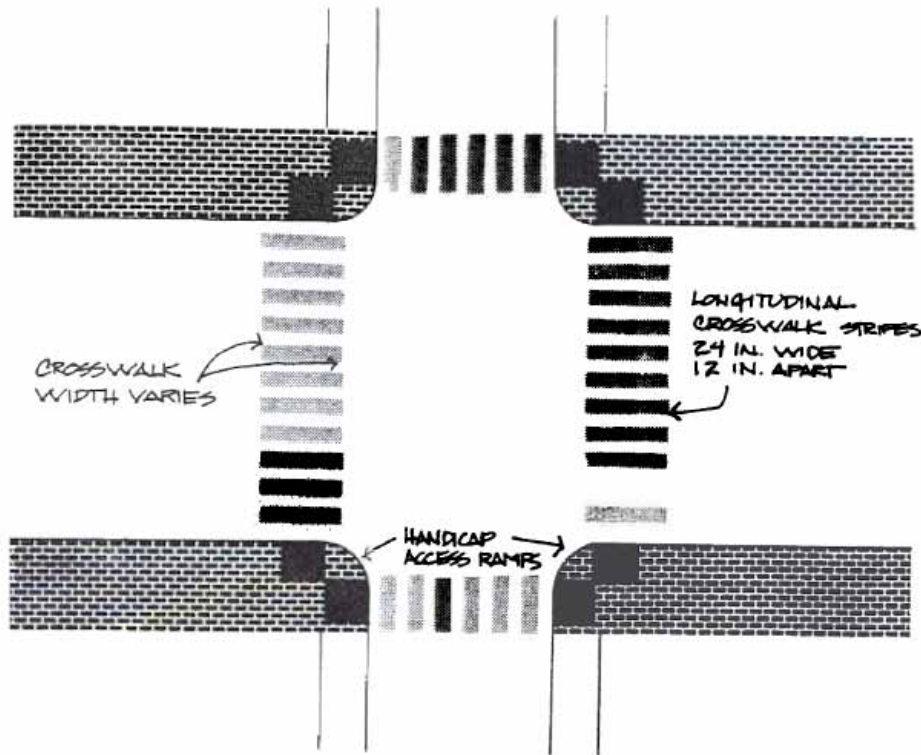 CROSSWALK
WIDTH VARIES
LONGITUDINAL
CROSSWALK STRIPES
24 IN. WIDE
12 IN. APART
HANDICAP
ACCESS RAMPS